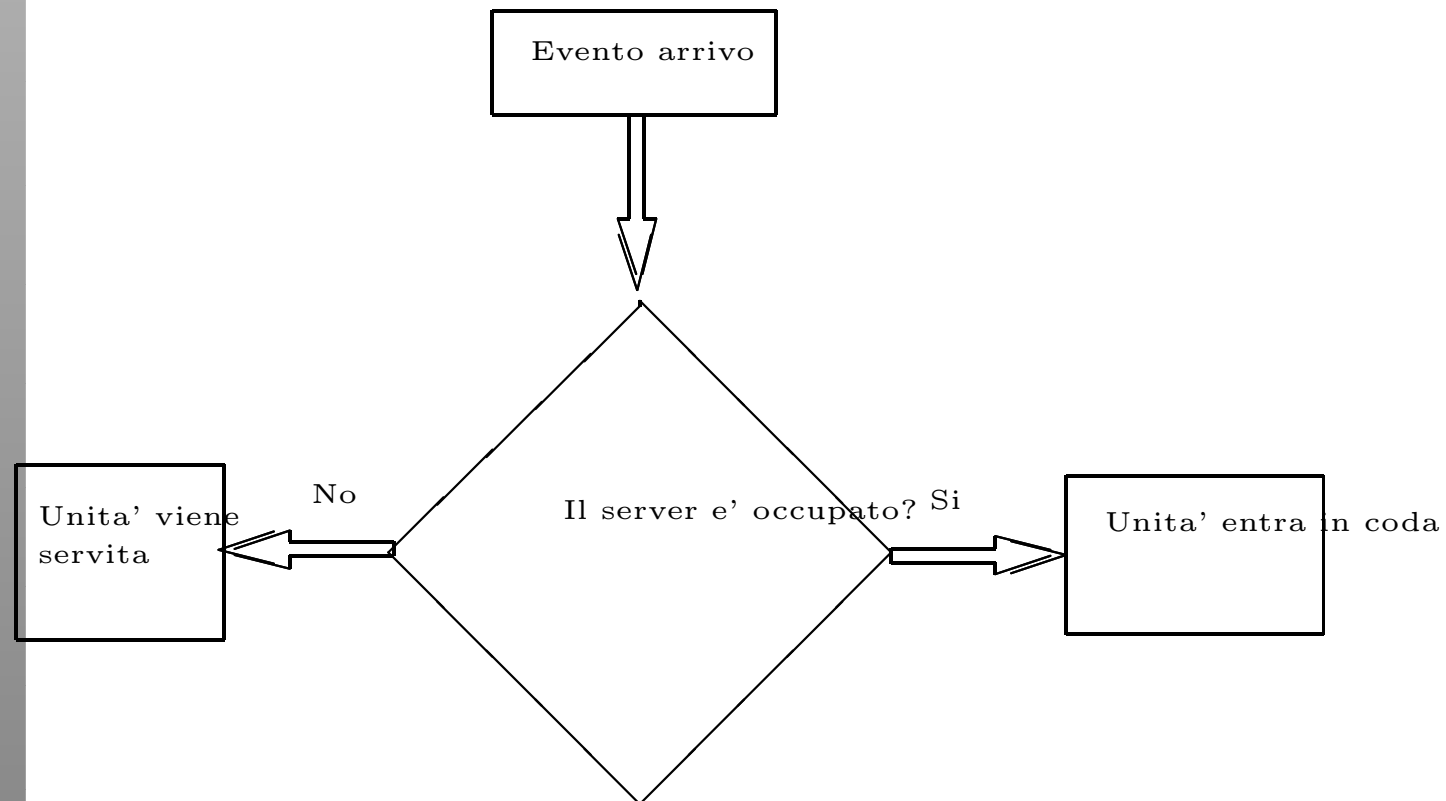 Evento arrivo
No
Il server e’ occupato?
Si
Unita’ viene
servita
Unita’ entra in coda